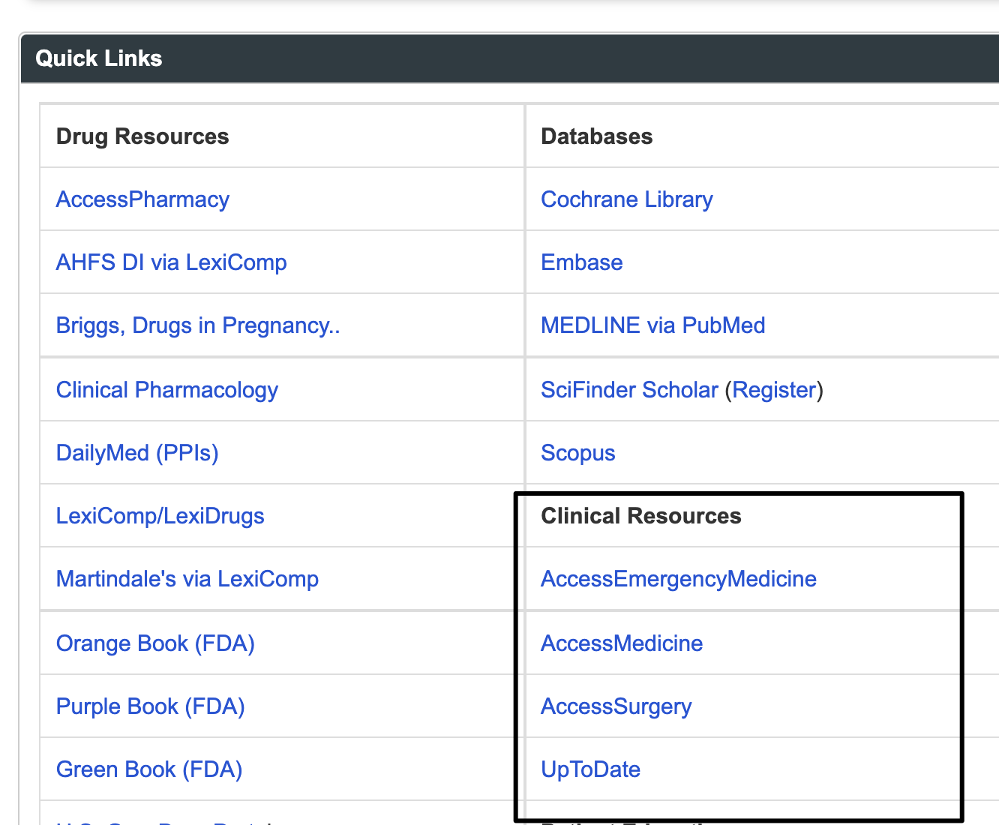 Quick Links
Drug Resources
Databases
AccessPharmacy
Cochrane Library
AHFS DI via LexiComp
Embase
Briggs, Drugs in Pregnancy..
MEDLINE via PubMed
Clinical Pharmacology
SciFinder Scholar (Register)
DailyMed (PPIs)
Scopus
LexiComp/LexiDrugs
Clinical Resources
Martindale's via LexiComp
AccessEmergencyMedicine
Orange Book (FDA)
AccessMedicine
Purple Book (FDA)
AccessSurgery
Green Book (FDA)
UpToDate